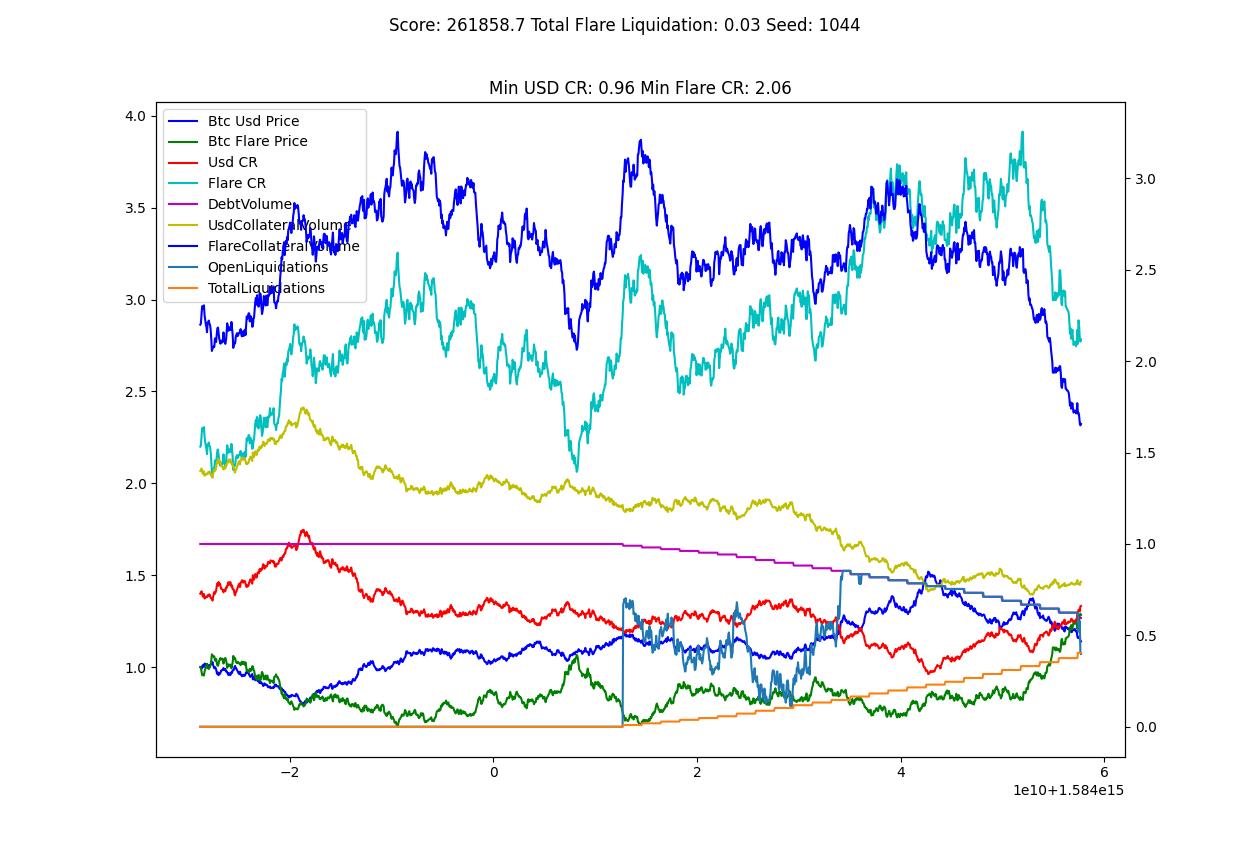 Score: 261858.7 Total Flare Liquidation: 0.03 Seed: 1044
Min USD CR: 0.96 Min Flare CR: 2.06
Btc Usd Price
Btc Flare Price
Usd CR
Flare CR
DebtVolume
UsdCollateralVolume
FlareCollateralVolume
OpenLiquidations
TotalLiquidations
4.0
3.5
3.0
2.5
2.0
1.5
1.0
3.0
2.5
2.0
1.5
1.0
0.5
0.0
−2 0 2 4 6
1e10+1.584e15